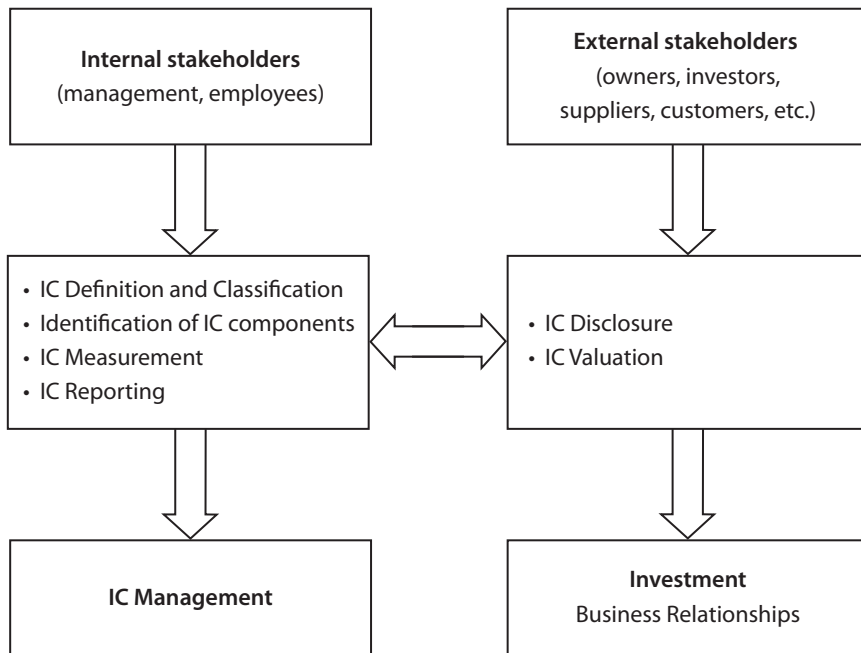 Internal stakeholders
(management, employees)
External stakeholders
(owners, investors,
suppliers, customers, etc.)
• IC Definition and Classification
• Identification of IC components
• IC Measurement
• IC Reporting
• IC Disclosure
• IC Valuation
IC Management
Investment
Business Relationships